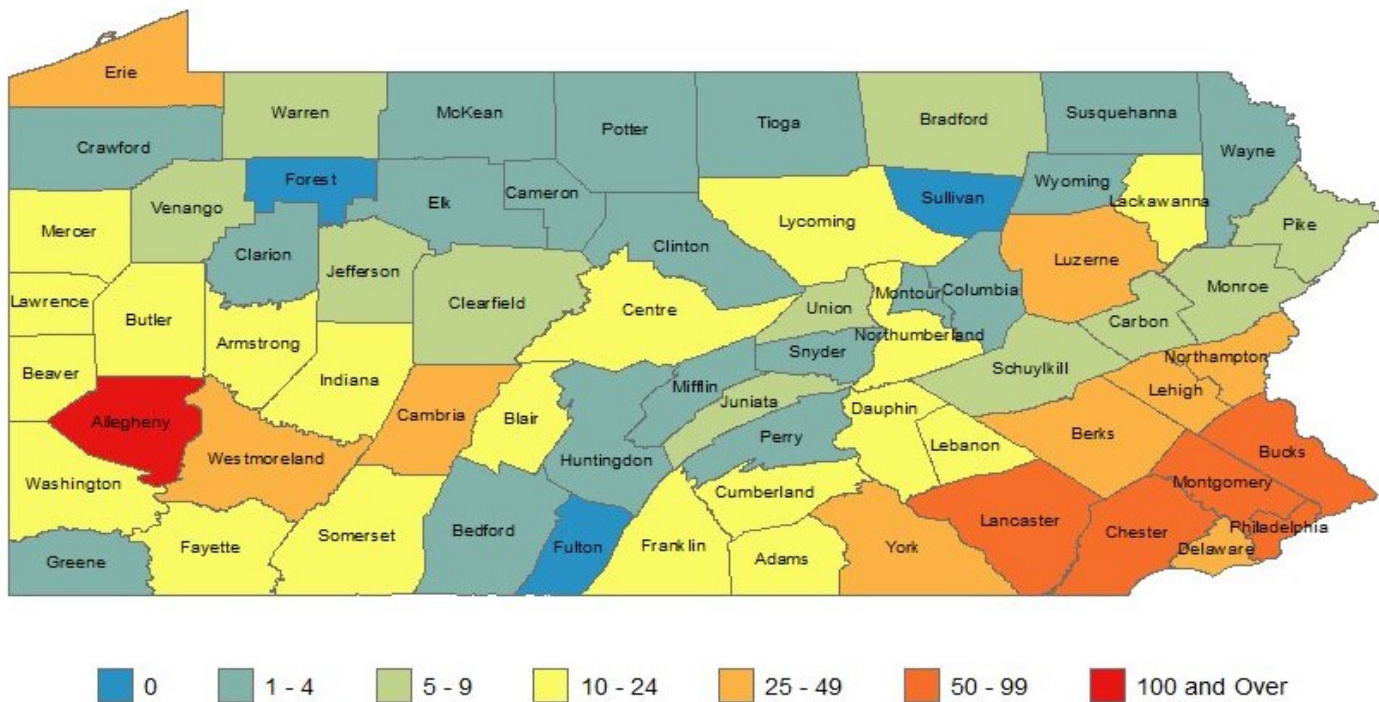 Erie
Warren
McKean
Potter
Tioga
Bradford
Susquehanna
Wayne
Crawford
Forest
Elk
Cameron
Sullivan
Wyoming
Lackawanna
Venango
Lycoming
Pike
Mercer
Clarion
Jefferson
Clinton
Luzerne
Lawrence
Butler
Clearfield
Centre
Union
Montour
Columbia
Monroe
Carbon
Armstrong
Northumberland
Beaver
Indiana
Snyder
Schuylkill
Northampton
Allegheny
Cambria
Blair
Mifflin
Juniata
Dauphin
Lehigh
Westmoreland
Perry
Lebanon
Berks
Bucks
Washington
Huntingdon
Cumberland
Montgomery
Greene
Fayette
Somerset
Bedford
Fulton
Franklin
Adams
York
Lancaster
Chester
Philadelphia
Delaware
0 1 - 4 5 - 9 10 - 24 25 - 49 50 - 99 100 and Over